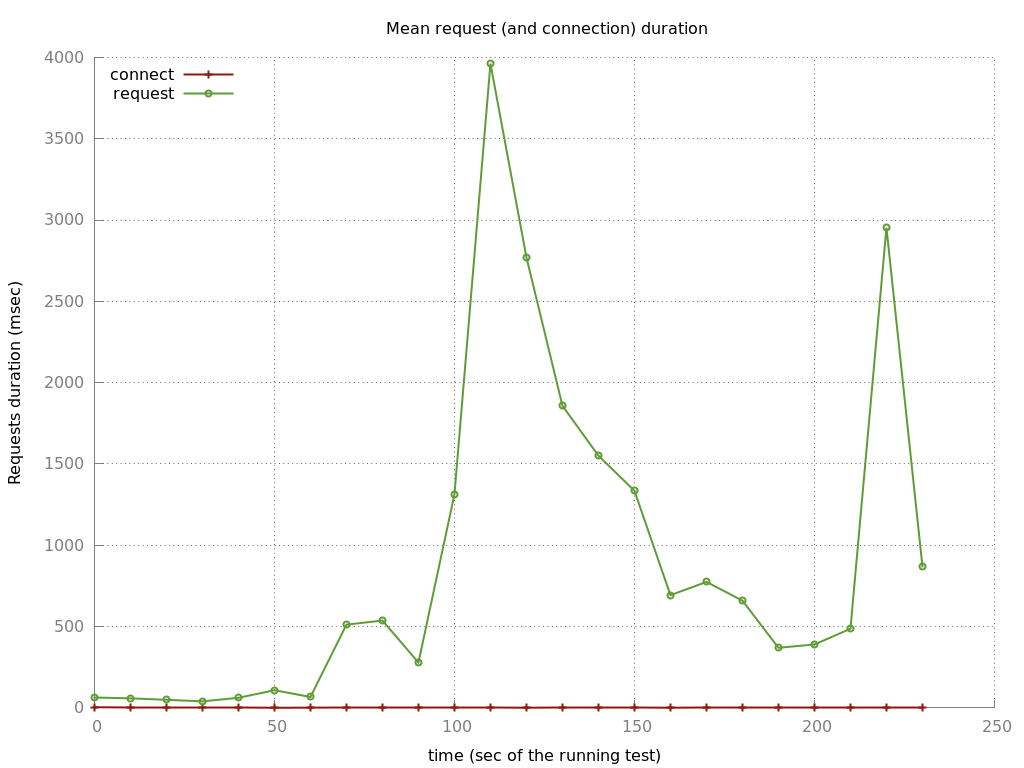 Mean request (and connection) duration
4000
connect
request
3500
3000
2500
2000
1500
1000
500
0
0 50 100 150 200 250
Requests duration (msec)
time (sec of the running test)